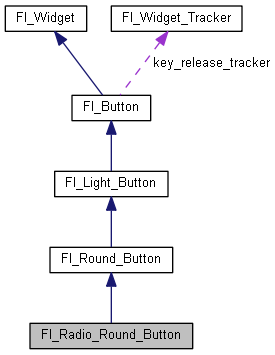 Fl_Widget
Fl_Widget_Tracker
key_release_tracker
Fl_Button
Fl_Light_Button
Fl_Round_Button
Fl_Radio_Round_Button